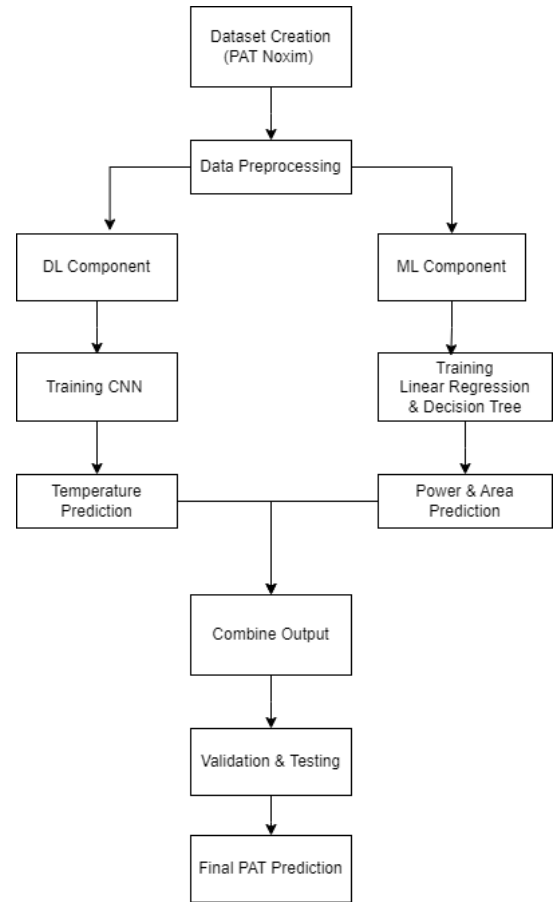 Dataset Creation
(PAT Noxim)
Data Preprocessing
DL Component
ML Component
Training CNN
Training
Linear Regression
& Decision Tree
Temperature
Prediction
Power & Area
Prediction
Combine Output
Validation & Testing
Final PAT Prediction